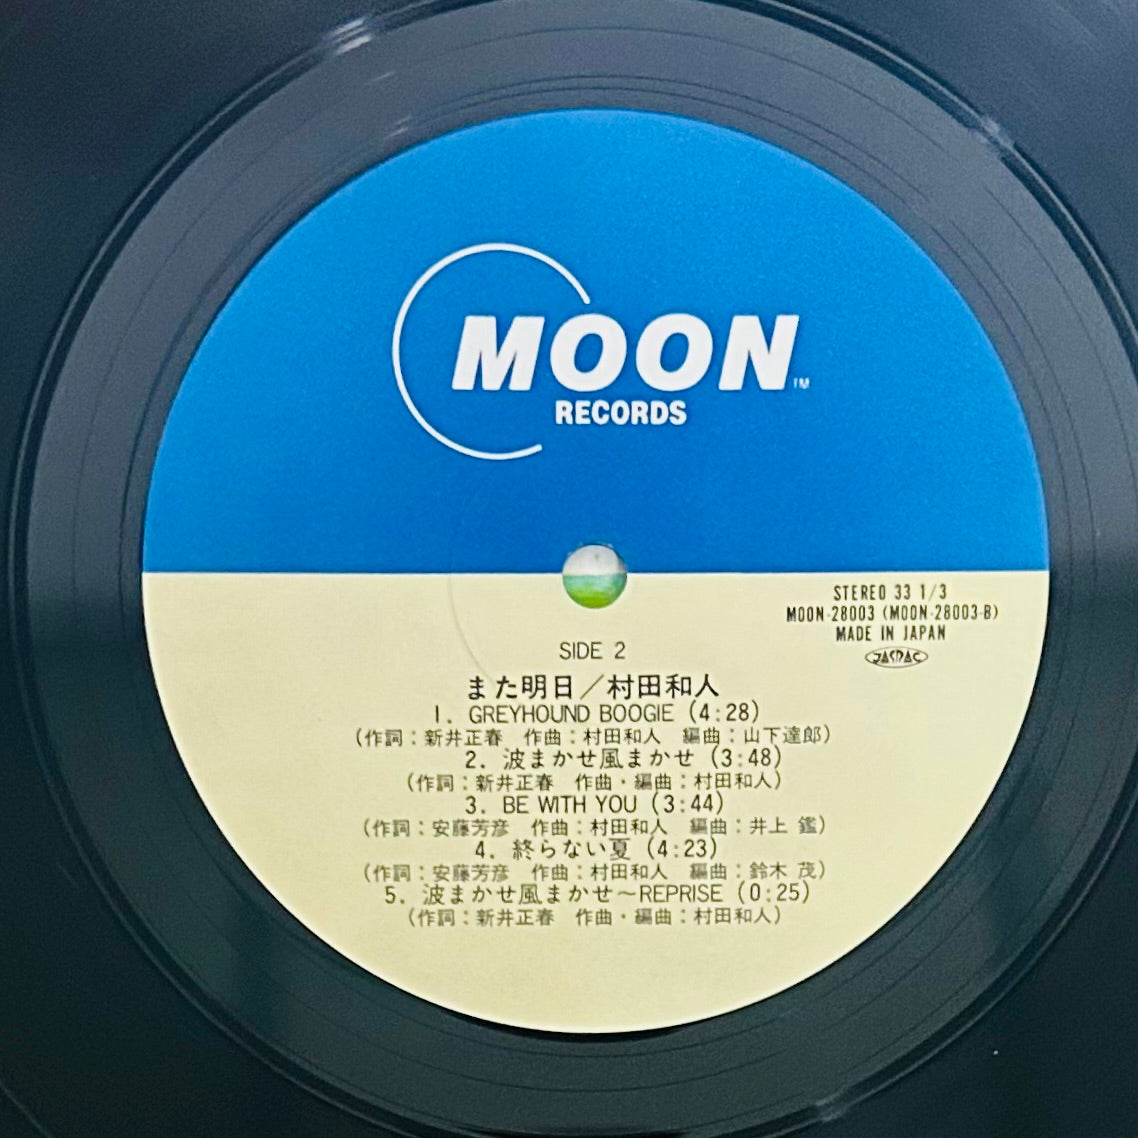 MOON TM
RECORDS
STEREO 33 1/3
MOON-28003 (MOON-28003-B)
MADE IN JAPAN
JASRAC
SIDE 2
また明日／村田和人
1. GREYHOUND BOOGIE (4:28)
(作詞：新井正春　作曲：村田和人　編曲：山下達郎)
2. 波まかせ風まかせ (3:48)
(作詞：新井正春　作曲・編曲：村田和人)
3. BE WITH YOU (3:44)
(作詞：安藤芳彦　作曲：村田和人　編曲：井上 鑑)
4. 終らない夏 (4:23)
(作詞：安藤芳彦　作曲：村田和人　編曲：鈴木 茂)
5. 波まかせ風まかせ〜REPRISE (0:25)
(作詞：新井正春　作曲・編曲：村田和人)